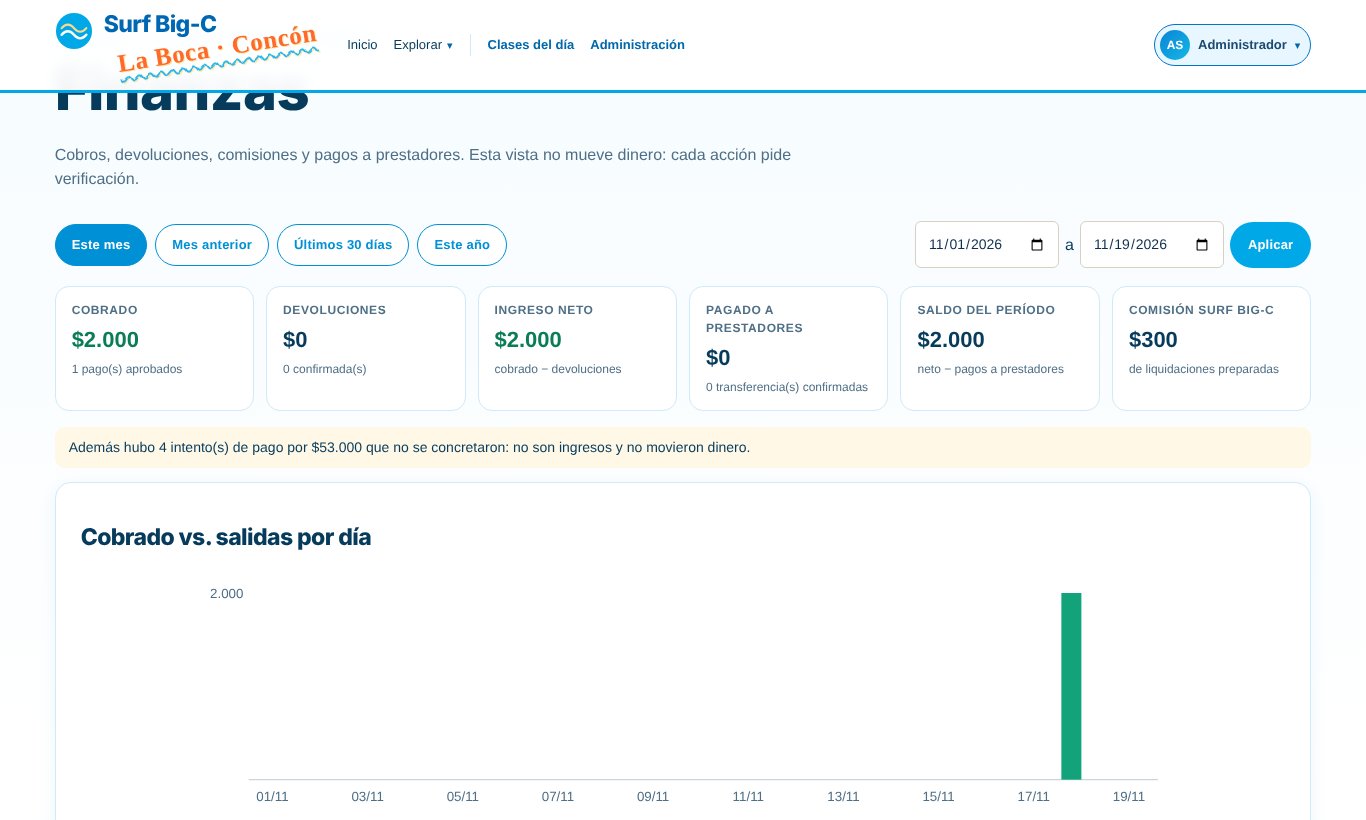 Surf Big-C
La Boca · Concón
Inicio
Explorar ▾
Clases del día
Administración
AS
Administrador ▾
Finanzas
Cobros, devoluciones, comisiones y pagos a prestadores. Esta vista no mueve dinero: cada acción pide
verificación.
Este mes
Mes anterior
Últimos 30 días
Este año
11/01/2026
a
11/19/2026
Aplicar
COBRADO
$2.000
1 pago(s) aprobados
DEVOLUCIONES
$0
0 confirmada(s)
INGRESO NETO
$2.000
cobrado − devoluciones
PAGADO A
PRESTADORES
$0
0 transferencia(s) confirmadas
SALDO DEL PERÍODO
$2.000
neto − pagos a prestadores
COMISIÓN SURF BIG-C
$300
de liquidaciones preparadas
Además hubo 4 intento(s) de pago por $53.000 que no se concretaron: no son ingresos y no movieron dinero.
Cobrado vs. salidas por día
2.000
01/11
03/11
05/11
07/11
09/11
11/11
13/11
15/11
17/11
19/11